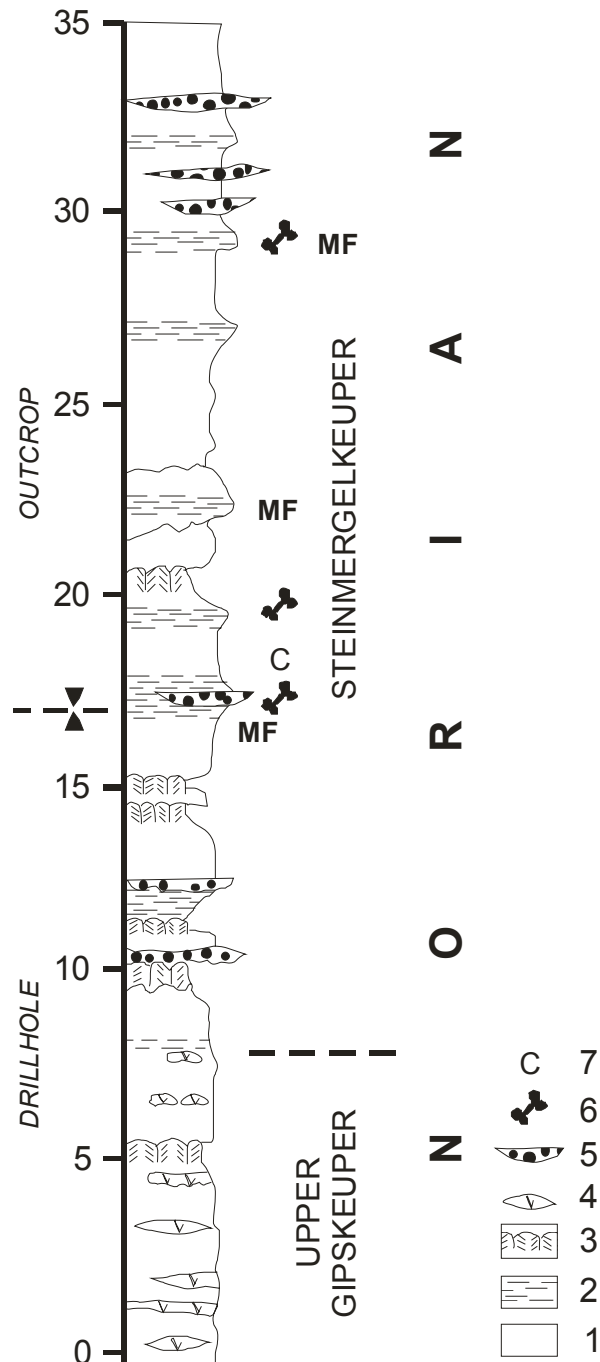 35
30
25
20
15
10
5
0
OUTCROP
DRILLHOLE
MF
MF
C
MF
STEINMERGELKEUPER
UPPER
GIPSKEUPER
N
A
I
R
O
N
C 7
6
5
4
3
2
1